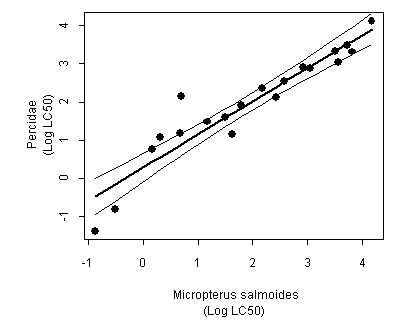 Percidae
(Log LC50)
4
3
2
1
0
-1
-1 0 1 2 3 4
Micropterus salmoides
(Log LC50)